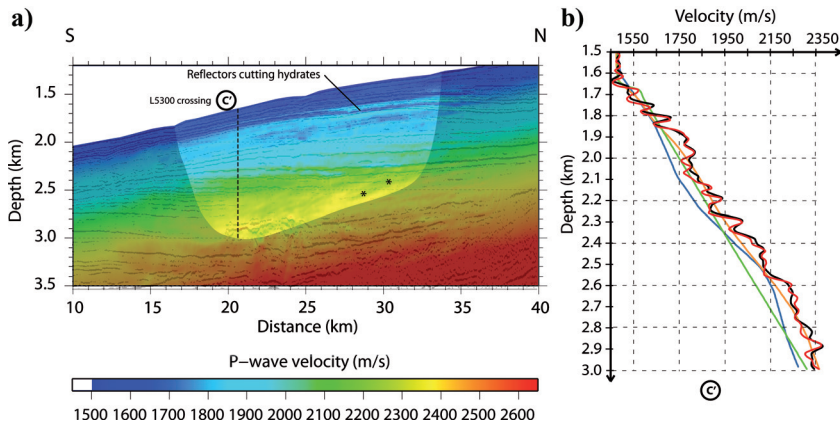 a)
S
N
Reflectors cutting hydrates
L5300 crossing
C'
Depth (km)
1.5
2.0
2.5
3.0
3.5
*
*
10 15 20 25 30 35 40
Distance (km)
P−wave velocity (m/s)
1500 1600 1700 1800 1900 2000 2100 2200 2300 2400 2500 2600
b)
Velocity (m/s)
1550 1750 1950 2150 2350
Depth (km)
1.5
1.6
1.7
1.8
1.9
2.0
2.1
2.2
2.3
2.4
2.5
2.6
2.7
2.8
2.9
3.0
C'